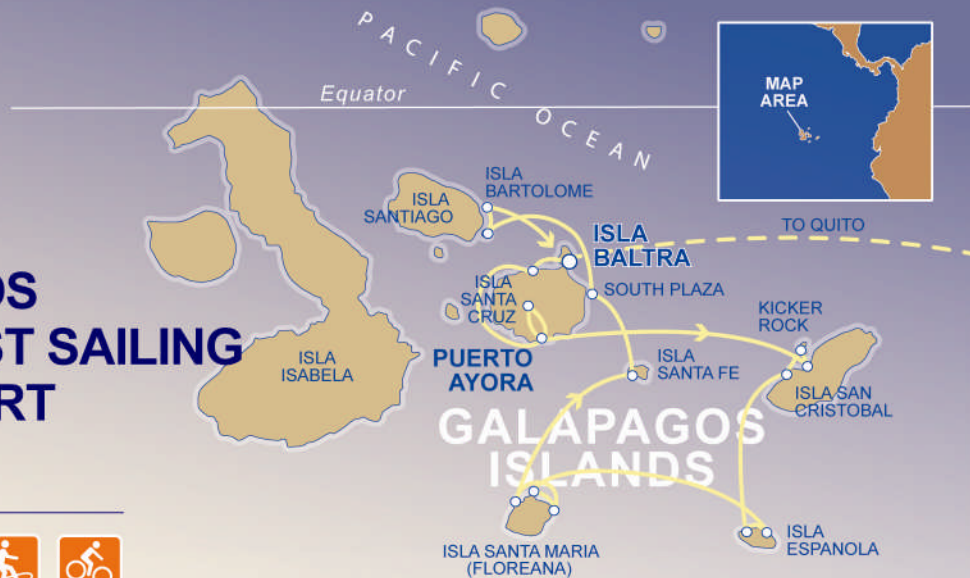 PACIFIC OCEAN
Equator
MAP
AREA
ISLA
BARTOLOME
ISLA
SANTIAGO
ISLA
BALTRA
TO QUITO
ISLA
SANTA
CRUZ
SOUTH PLAZA
KICKER
ROCK
ST SAILING
ISLA
ISABELA
PUERTO
AYORA
ISLA
SANTA FE
ISLA SAN
CRISTOBAL
GALAPAGOS
ISLANDS
ISLA SANTA MARIA
(FLOREANA)
ISLA
ESPANOLA